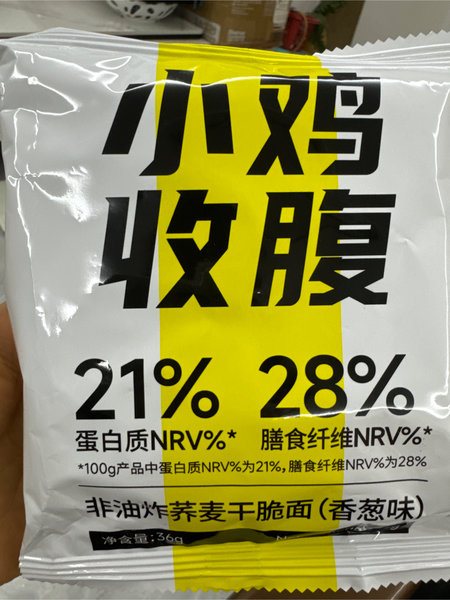 小鸡
收腹
21% 28%
蛋白质NRV%* 膳食纤维NRV%*
*100g产品中蛋白质NRV%为21%,膳食纤维NRV%为28%
非油炸荞麦干脆面(香葱味)
净含量:36g